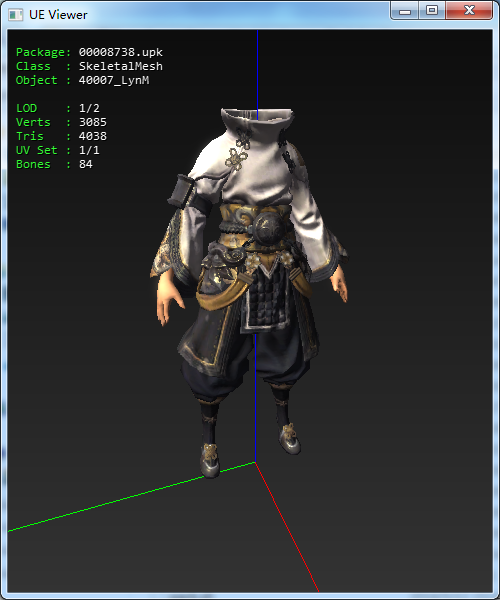 UE Viewer
Package: 00008738.upk
Class : SkeletalMesh
Object : 40007_LynM
LOD : 1/2
Verts : 3085
Tris : 4038
UV Set : 1/1
Bones : 84